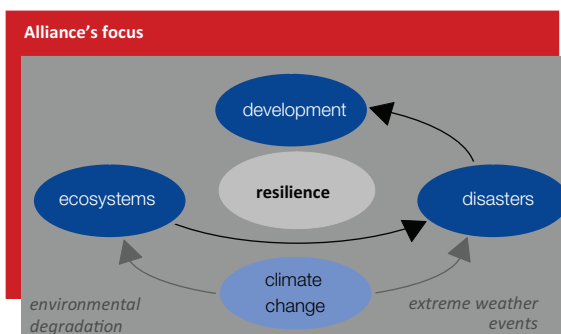 Alliance's focus
development
ecosystems
resilience
disasters
climate
change
environmental
degradation
extreme weather
events